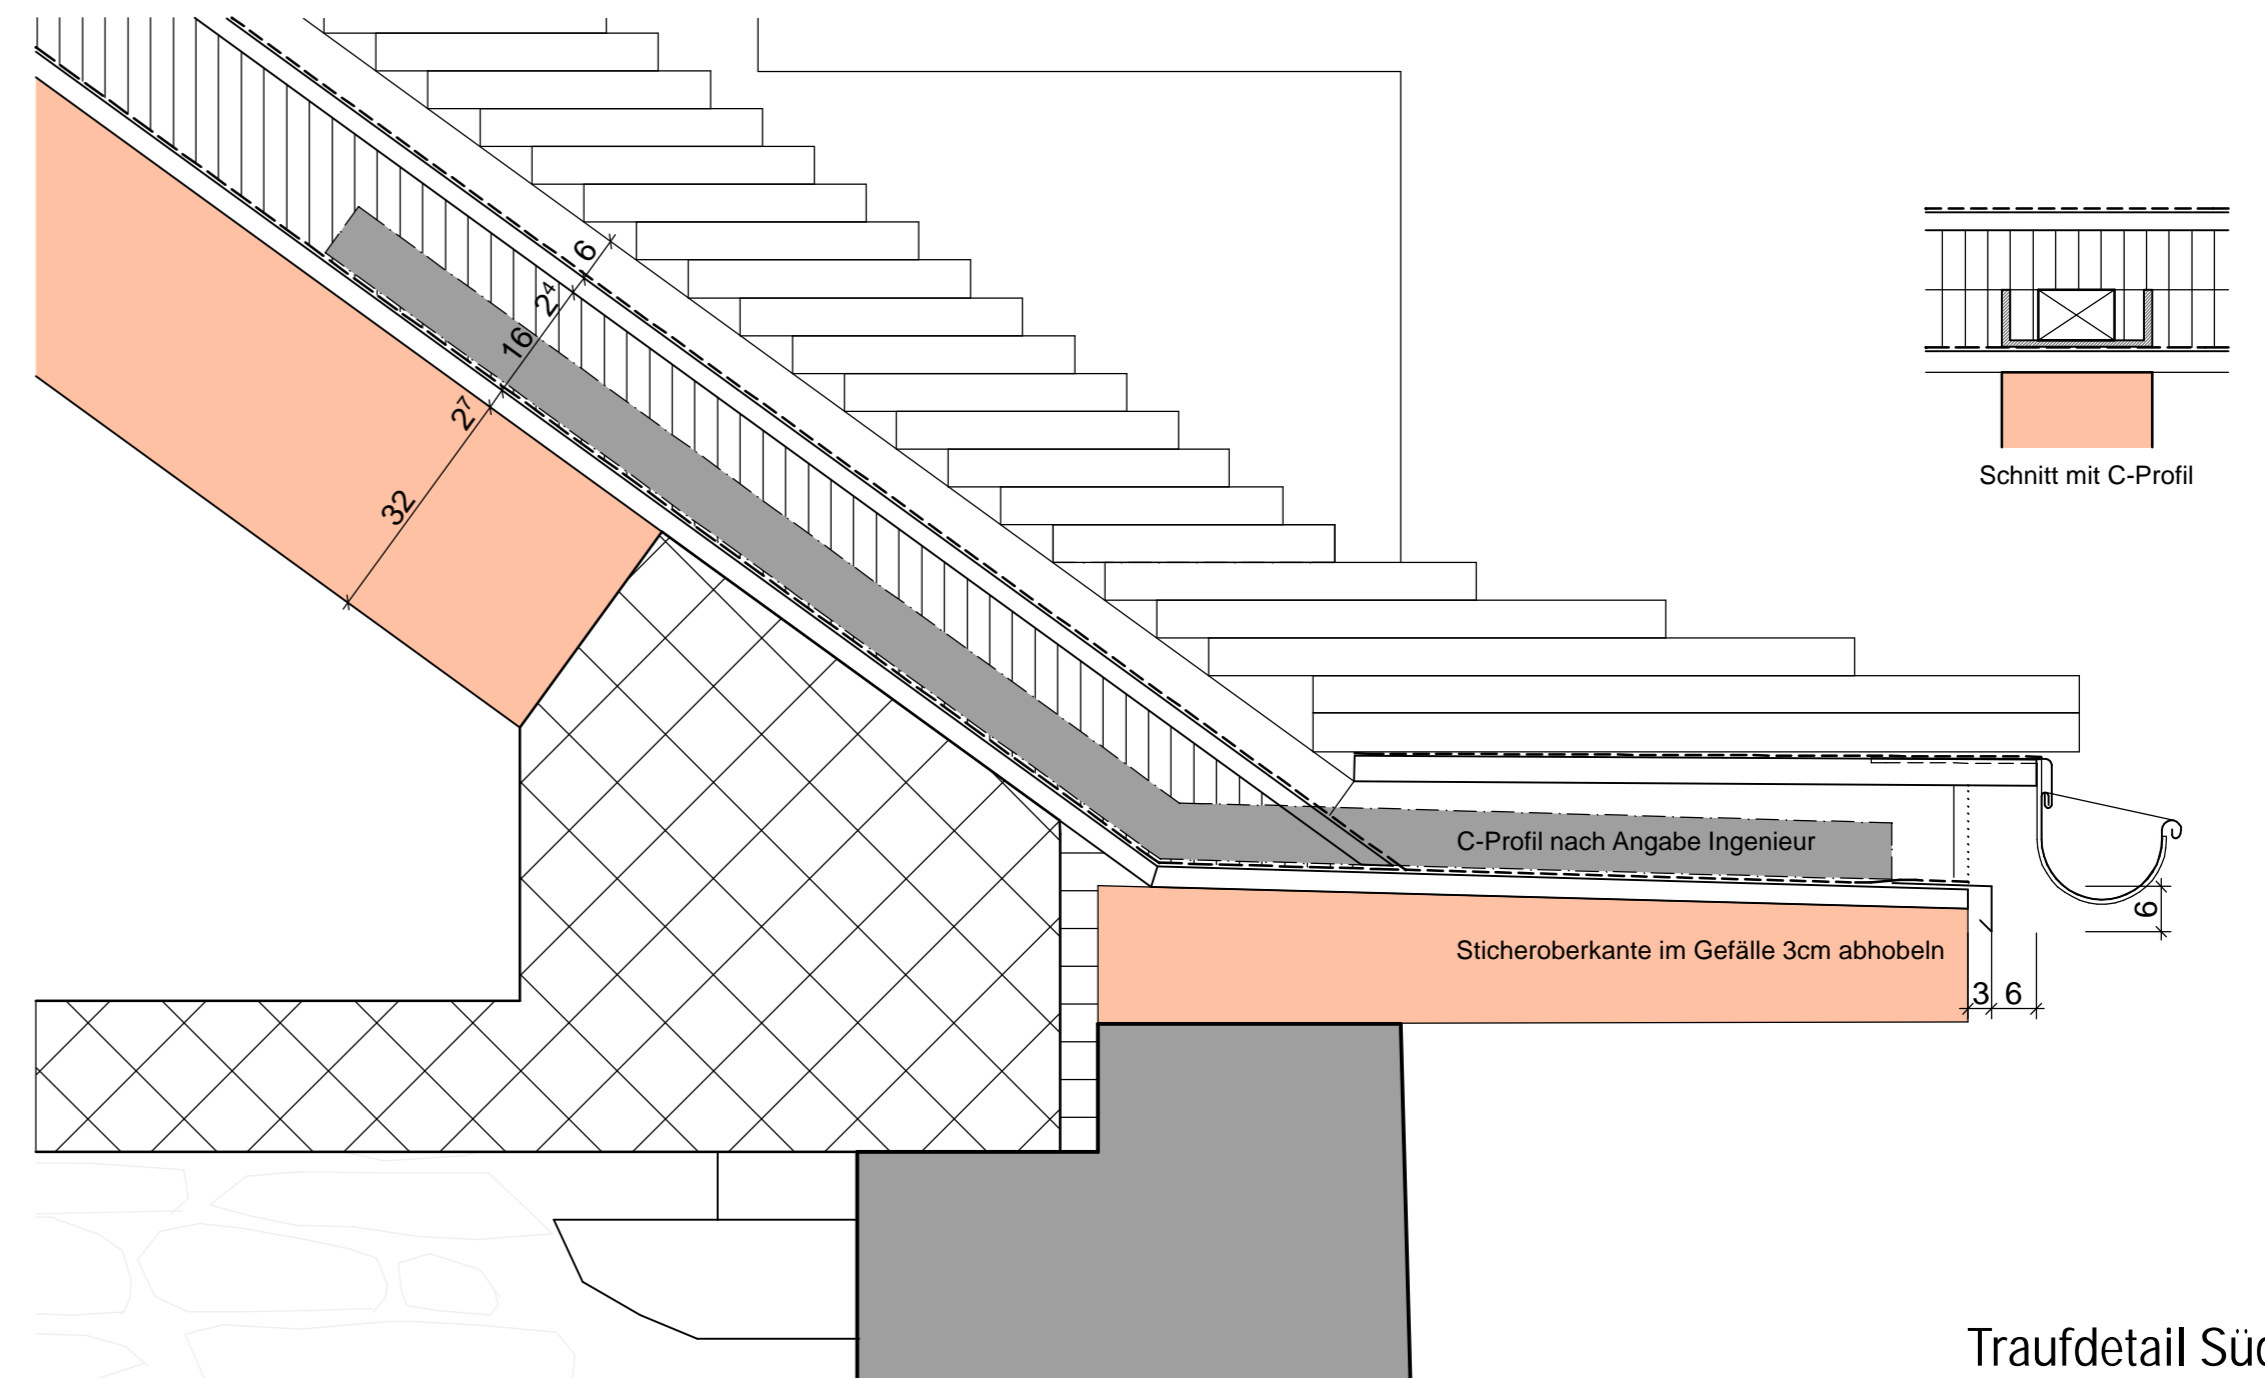 6
2⁴
16
2⁷
32
Schnitt mit C-Profil
C-Profil nach Angabe Ingenieur
6
Sticheroberkante im Gefälle 3cm abhobeln
3 6
Traufdetail Süd